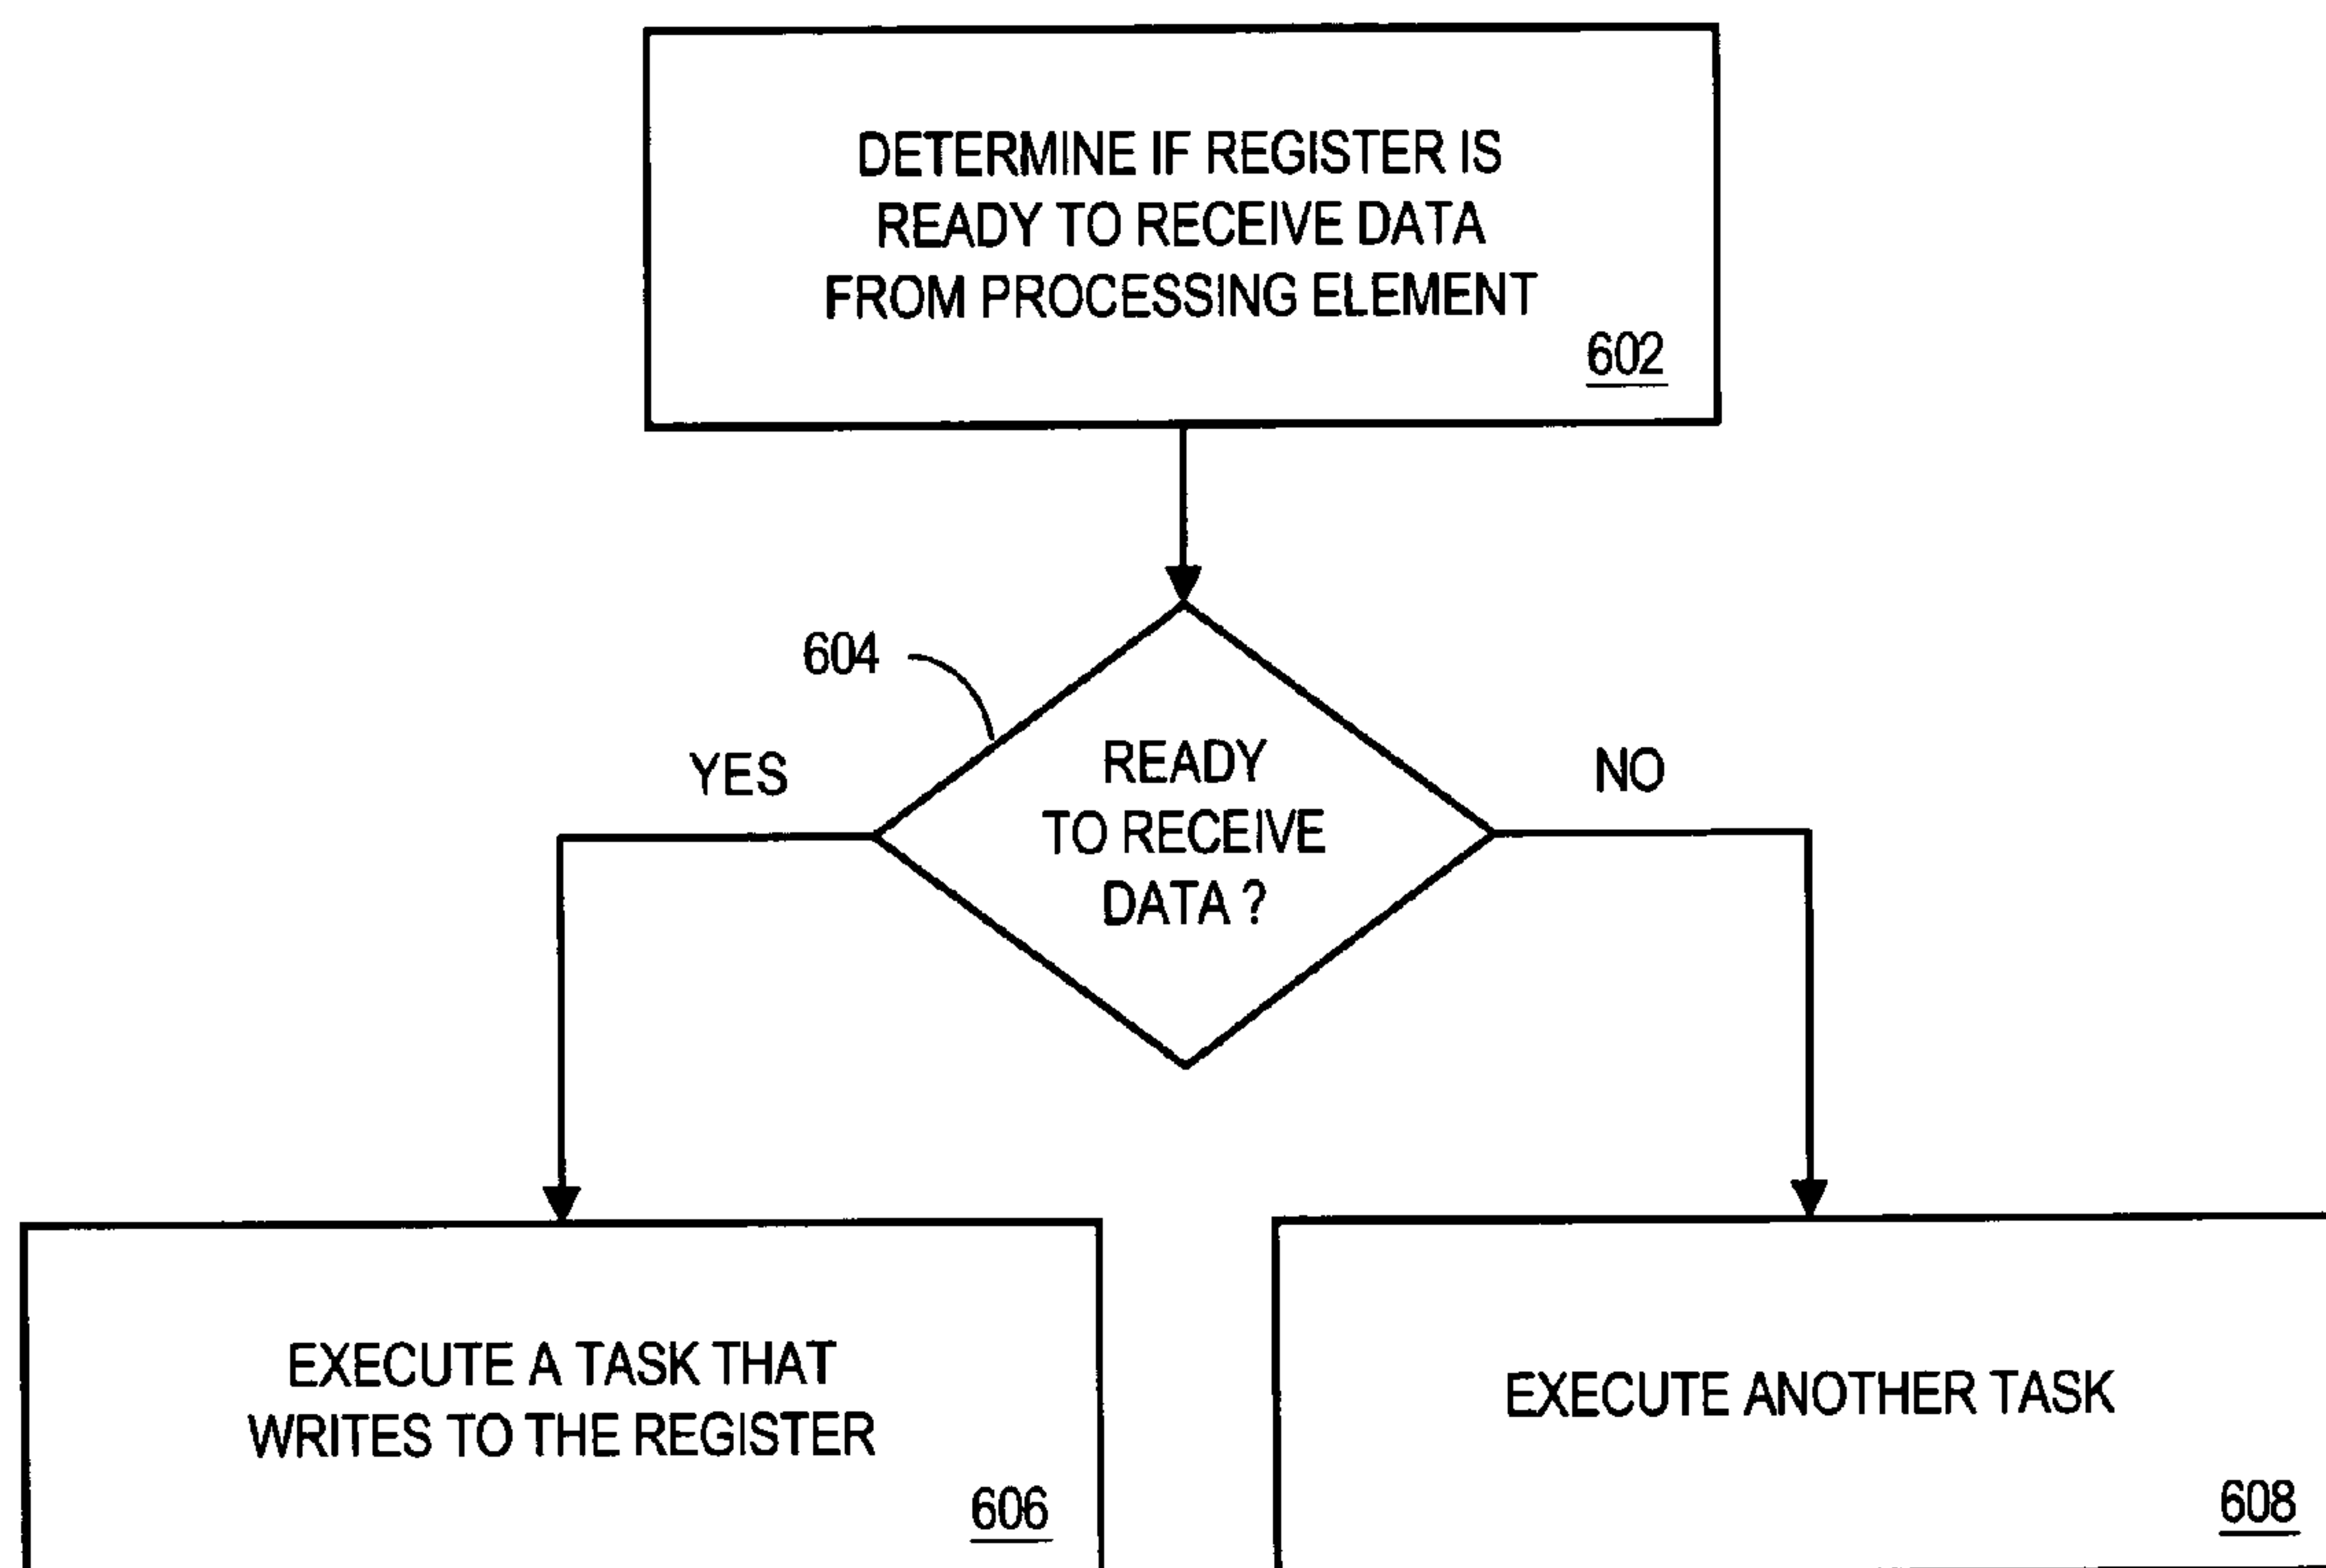 DETERMINE IF REGISTER IS
READY TO RECEIVE DATA
FROM PROCESSING ELEMENT
602
604
YES
READY
TO RECEIVE
DATA ?
NO
EXECUTE A TASK THAT
WRITES TO THE REGISTER
606
EXECUTE ANOTHER TASK
608